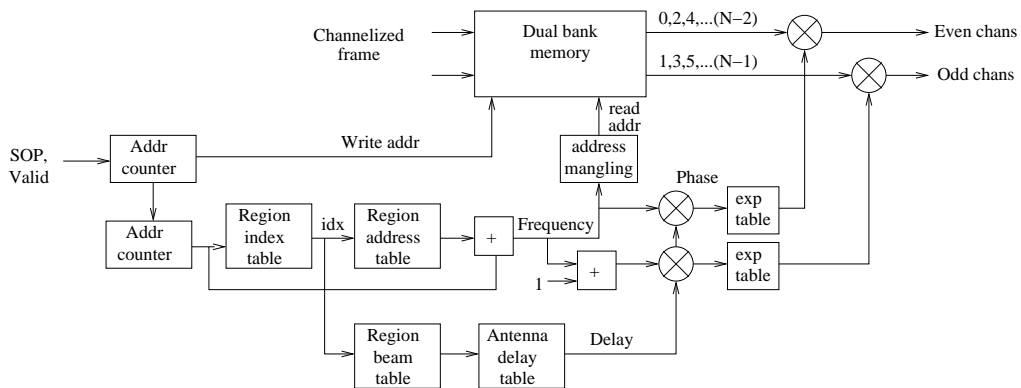 Channelized
frame
Dual bank
memory
0,2,4,...(N−2)
Even chans
1,3,5,...(N−1)
Odd chans
read
addr
SOP,
Valid
Addr
counter
Write addr
address
mangling
Phase
exp
table
Addr
counter
Region
index
table
idx
Region
address
table
+
Frequency
1
+
exp
table
Region
beam
table
Antenna
delay
table
Delay